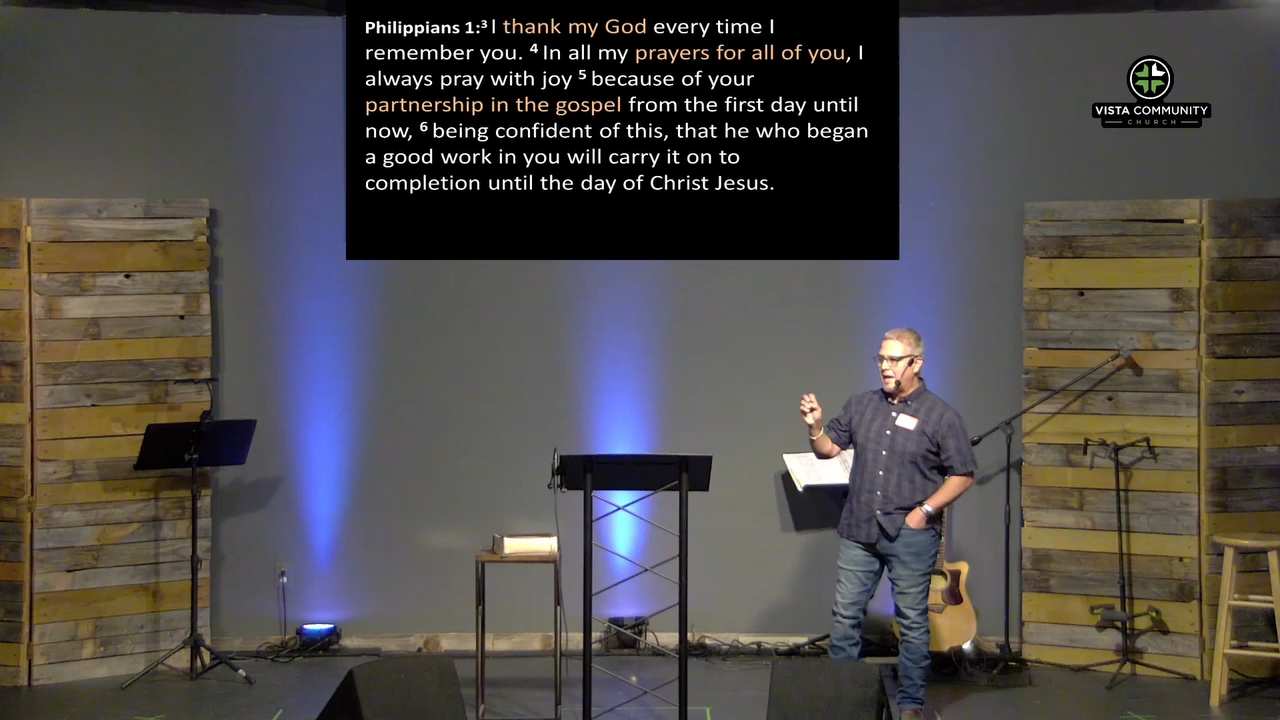 Philippians 1:³ I thank my God every time I
remember you. ⁴ In all my prayers for all of you, I
always pray with joy ⁵ because of your
partnership in the gospel from the first day until
now, ⁶ being confident of this, that he who began
a good work in you will carry it on to
completion until the day of Christ Jesus.
VISTA COMMUNITY
CHURCH